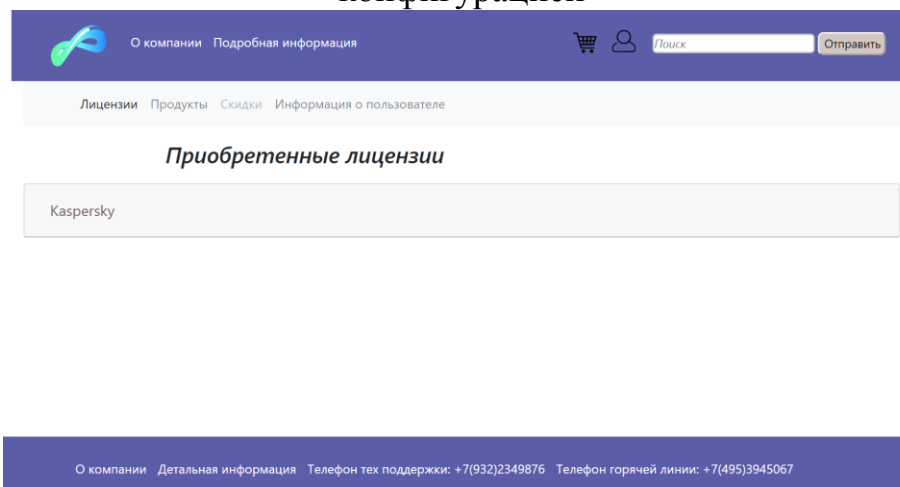 конфигурацией
О компании Подробная информация Поиск Отправить
Лицензии Продукты Скидки Информация о пользователе
Приобретенные лицензии
Kaspersky
О компании Детальная информация Телефон тех поддержки: +7(932)2349876 Телефон горячей линии: +7(495)3945067